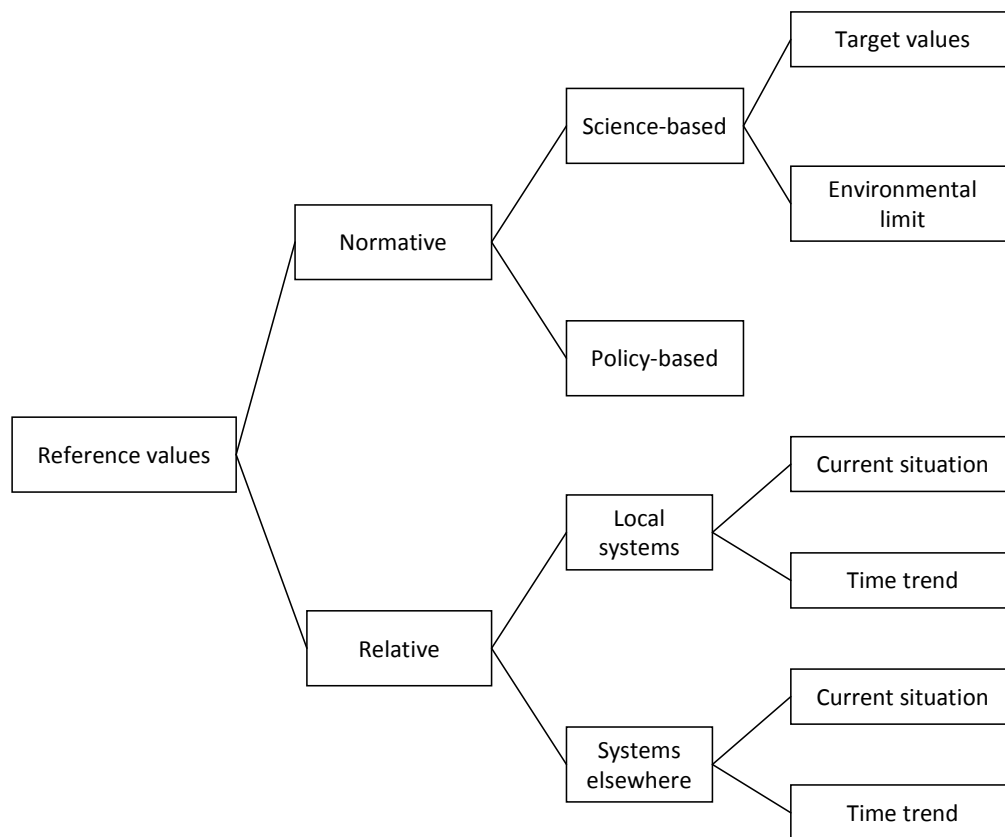 Target values
Science-based
Environmental
limit
Normative
Policy-based
Reference values
Current situation
Local
systems
Time trend
Relative
Current situation
Systems
elsewhere
Time trend